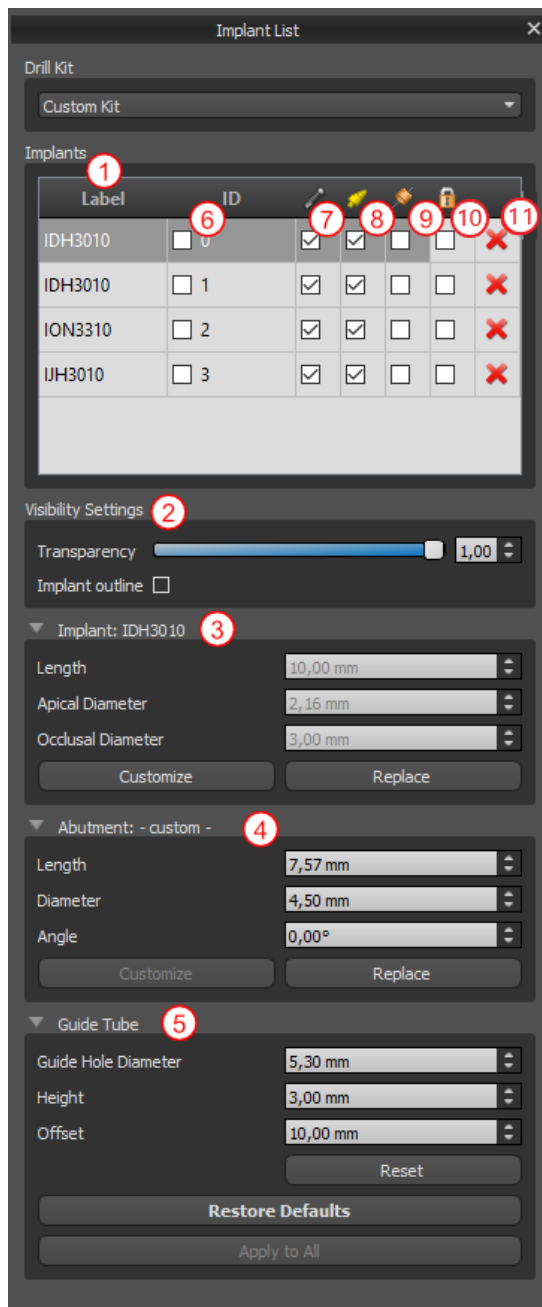 Implant List
Drill Kit
Custom Kit
Implants
1
Label ID
6 7 8 9 10 11
IDH3010 0
IDH3010 1
ION3310 2
IJH3010 3
Visibility Settings 2
Transparency 1,00
Implant outline
Implant: IDH3010 3
Length 10,00 mm
Apical Diameter 2,16 mm
Occlusal Diameter 3,00 mm
Customize Replace
Abutment: - custom - 4
Length 7,57 mm
Diameter 4,50 mm
Angle 0,00°
Customize Replace
Guide Tube 5
Guide Hole Diameter 5,30 mm
Height 3,00 mm
Offset 10,00 mm
Reset
Restore Defaults
Apply to All